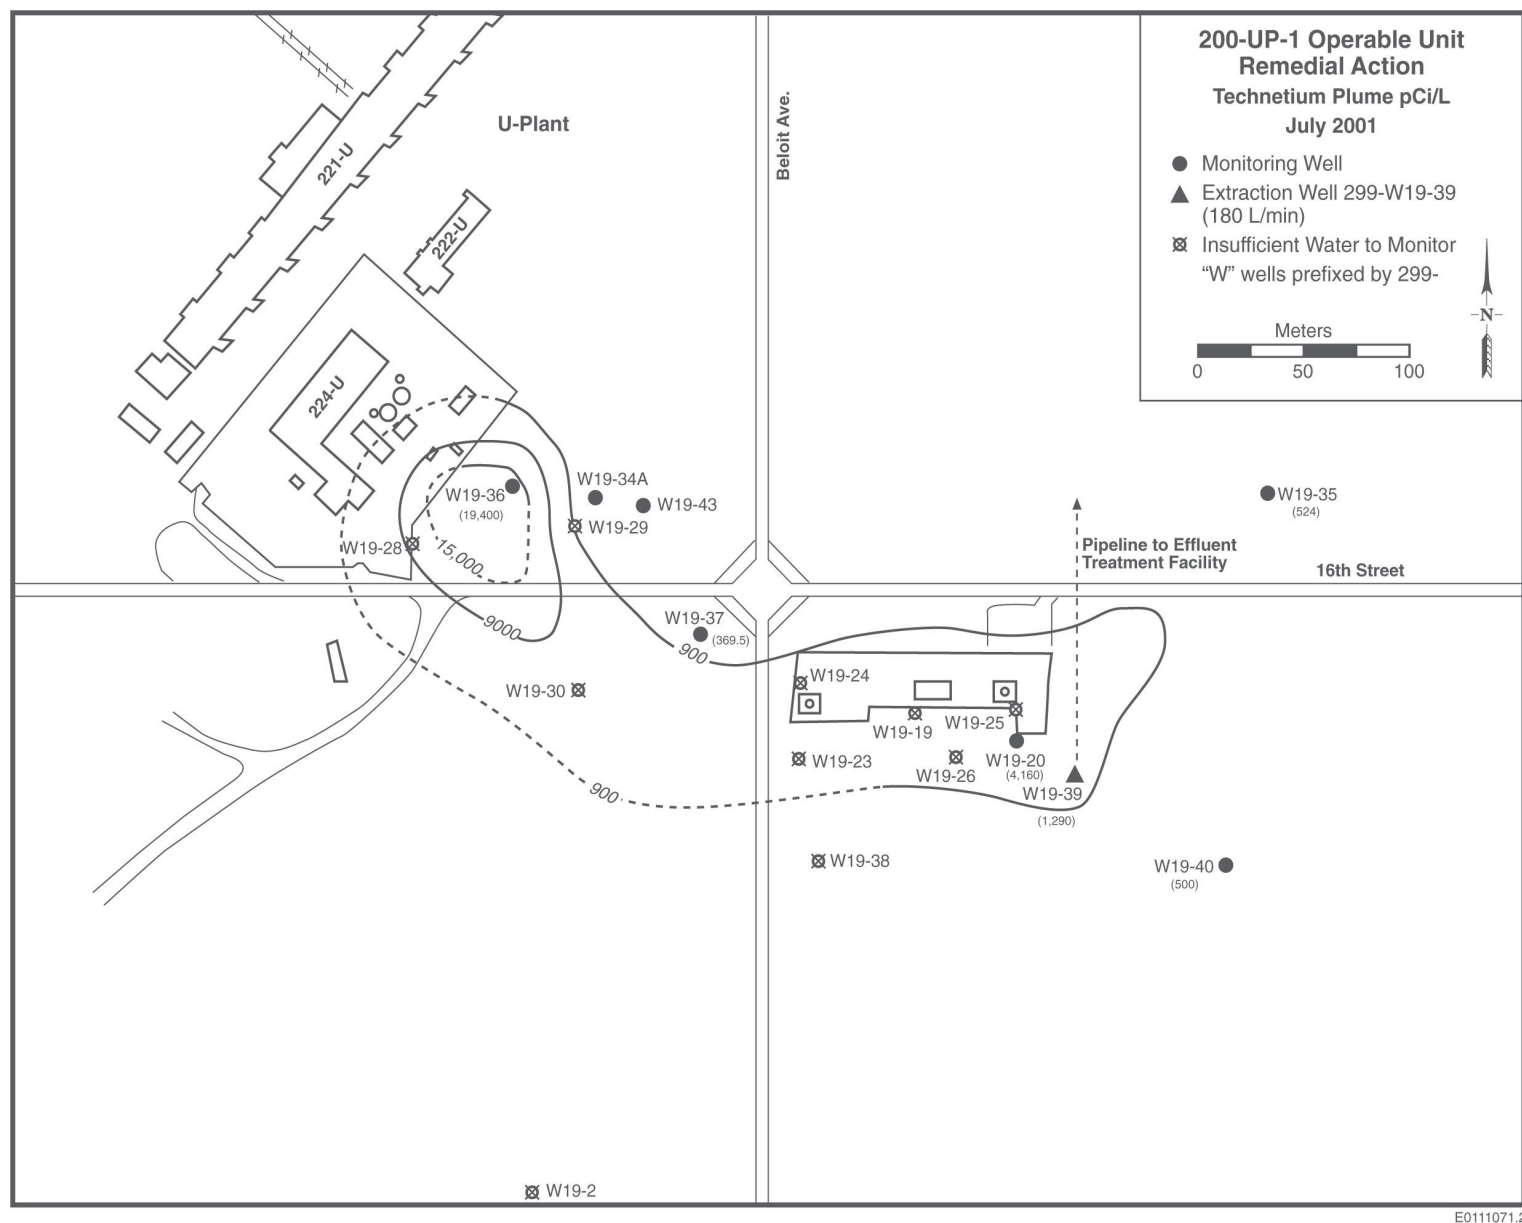 200-UP-1 Operable Unit
Remedial Action
Technetium Plume pCi/L
July 2001
Monitoring Well
Extraction Well 299-W19-39
(180 L/min)
Insufficient Water to Monitor
“W” wells prefixed by 299-
N
Meters
0 50 100
U-Plant
Beloit Ave.
221-U
222-U
224-U
W19-34A
W19-36
(19,400)
W19-43
W19-29
W19-28
15,000
W19-35
(524)
Pipeline to Effluent
Treatment Facility
16th Street
9000
W19-37
(369.5)
900
W19-24
W19-30
W19-25
W19-19
W19-23
W19-20
(4,160)
W19-26
W19-39
(1,290)
900
W19-38
W19-40
(500)
W19-2
E0111071.2